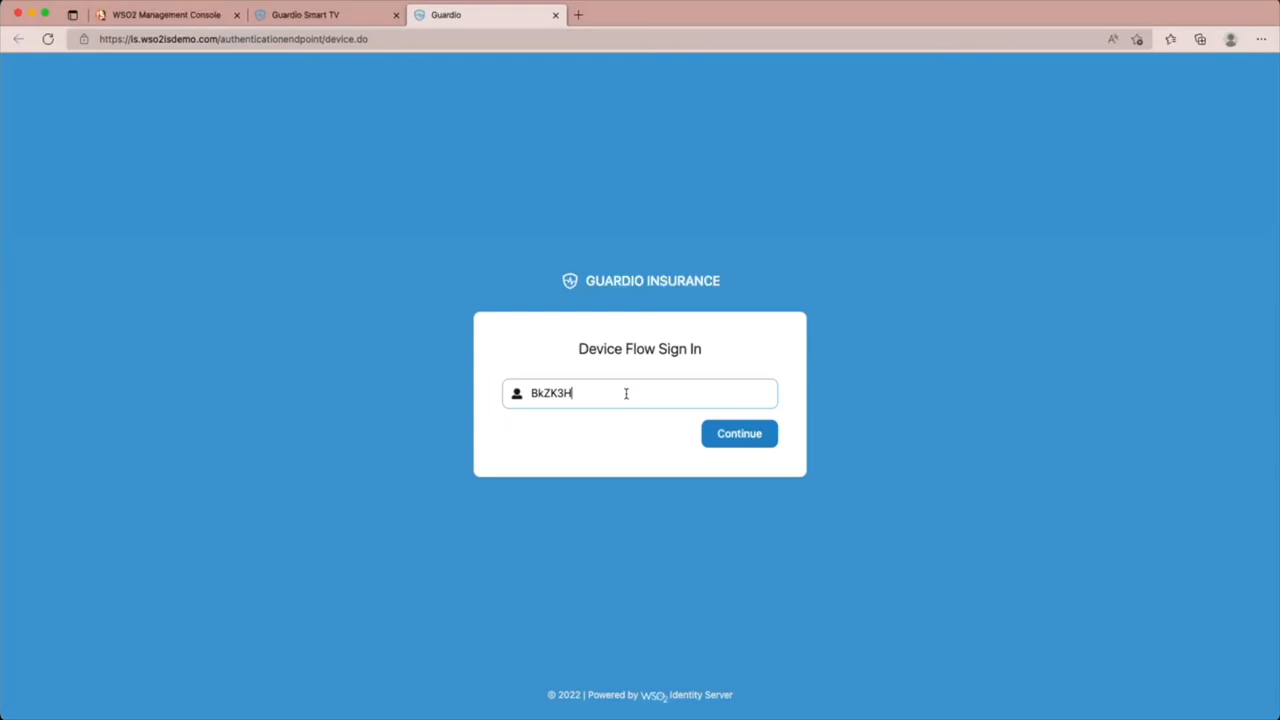 WSO2 Management Console
Guardio Smart TV
Guardio
https://is.wso2isdemo.com/authenticationendpoint/device.do
GUARDIO INSURANCE
Device Flow Sign In
BkZK3H
Continue
© 2022 | Powered by WSO2 Identity Server